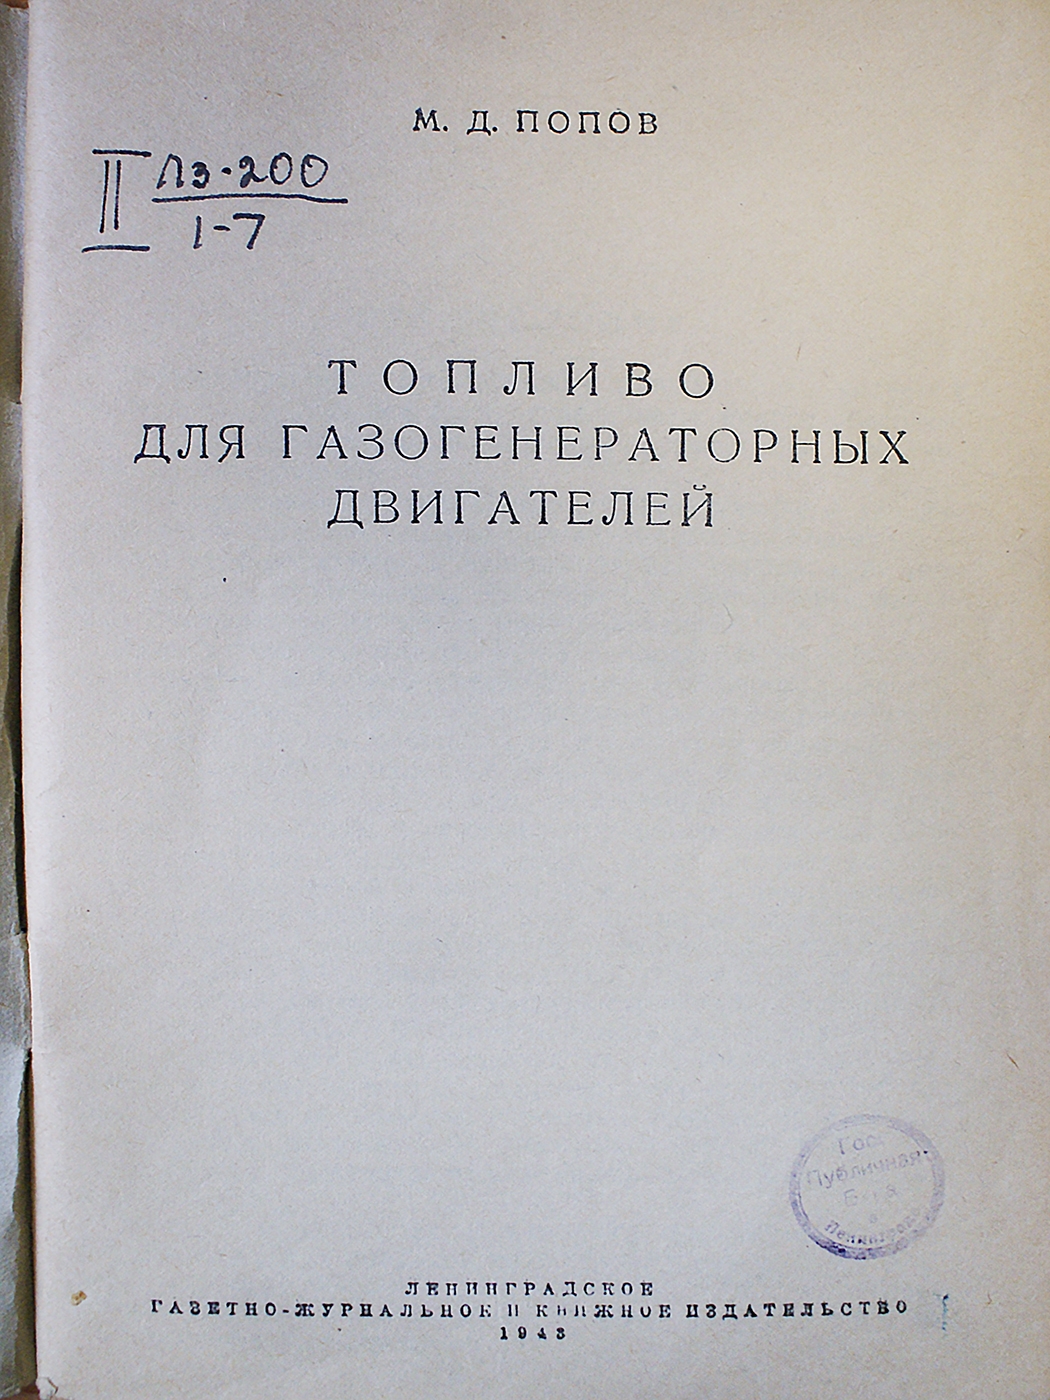 М. Д. ПОПОВ
II Лз-200
1-7
ТОПЛИВО
ДЛЯ ГАЗОГЕНЕРАТОРНЫХ
ДВИГАТЕЛЕЙ
Гос.
Публичная
Б-ка
в
Ленинграде
ЛЕНИНГРАДСКОЕ
ГАЗЕТНО-ЖУРНАЛЬНОЕ И КНИЖНОЕ ИЗДАТЕЛЬСТВО
1943